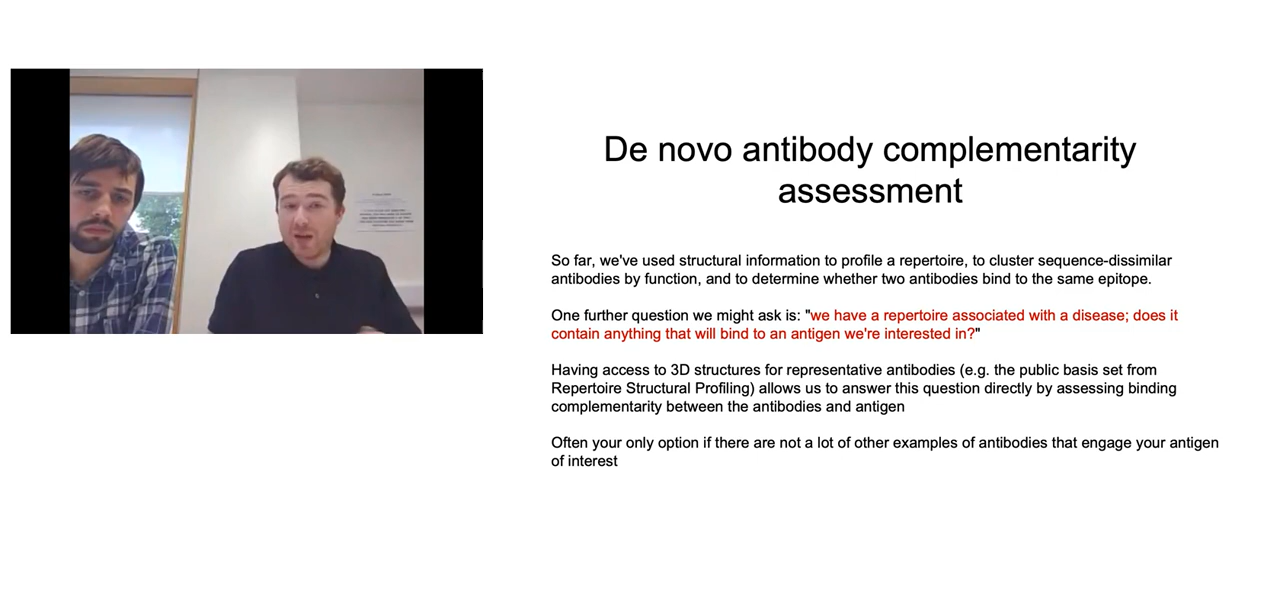 De novo antibody complementarity
assessment
So far, we've used structural information to profile a repertoire, to cluster sequence-dissimilar
antibodies by function, and to determine whether two antibodies bind to the same epitope.
One further question we might ask is: "we have a repertoire associated with a disease; does it
contain anything that will bind to an antigen we're interested in?"
Having access to 3D structures for representative antibodies (e.g. the public basis set from
Repertoire Structural Profiling) allows us to answer this question directly by assessing binding
complementarity between the antibodies and antigen
Often your only option if there are not a lot of other examples of antibodies that engage your antigen
of interest